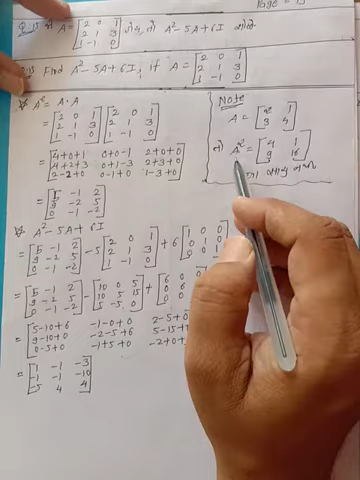 Q.15 जो A = [2 0 1; 2 1 3; 1 -1 0] A² - 5A + 6I
Find A² - 5A + 6I, if A = [2 0 1; 2 1 3; 1 -1 0]
A² = A · A
= [2 0 1; 2 1 3; 1 -1 0] [2 0 1; 2 1 3; 1 -1 0]
= [4+0+1 0+0-1 2+0+0; 4+2+3 0+1-3 2+3+0; 2-2+0 0-1+0 1-3+0]
= [5 -1 2; 9 -2 5; 0 -1 -2]
Note
A = [2 1; 3 4]
A² = [4 1; 9 16]
A² - 5A + 6I
= [5 -1 2; 9 -2 5; 0 -1 -2] - 5 [2 0 1; 2 1 3; 1 -1 0] + 6 [1 0 0; 0 1 0; 0 0 1]
= [5 -1 2; 9 -2 5; 0 -1 -2] - [10 0 5; 10 5 15; 5 -5 0] + [6 0 0; 0 6; 0 0]
= [5-10+6 -1-0+0 2-5+0; 9-10+0 -2-5+6 5-15+; 0-5+0 -1+5+0 -2+0+]
= [1 -1 -3; -1 -1 -10; -5 4 4]